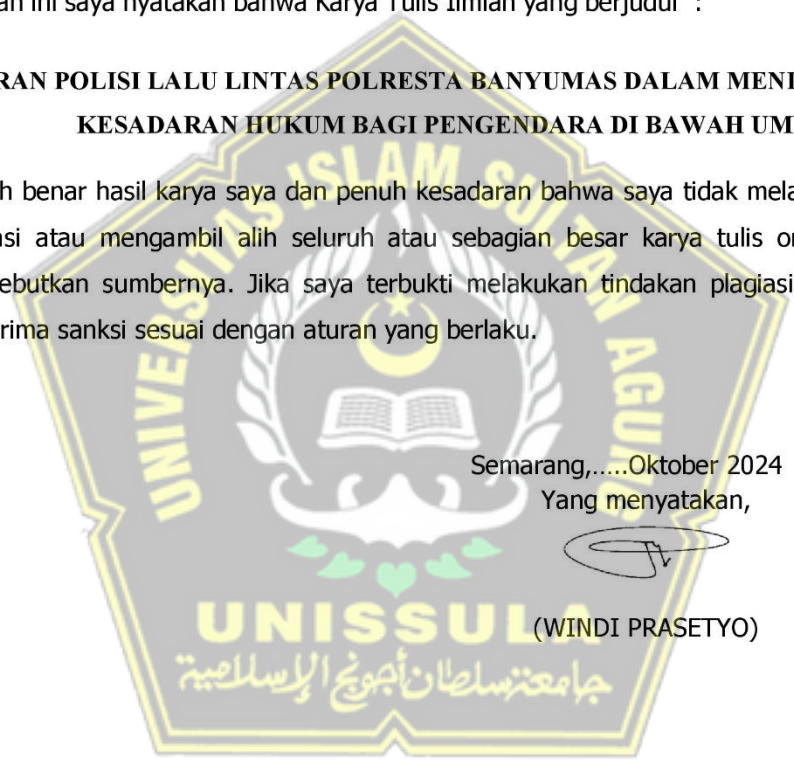 an ini saya nyatakan bahwa Karya Tulis Ilmiah yang berjudul :
RAN POLISI LALU LINTAS POLRESTA BANYUMAS DALAM MENI
KESADARAN HUKUM BAGI PENGENDARA DI BAWAH UM
h benar hasil karya saya dan penuh kesadaran bahwa saya tidak mela
si atau mengambil alih seluruh atau sebagian besar karya tulis or
ebutkan sumbernya. Jika saya terbukti melakukan tindakan plagiasi
rima sanksi sesuai dengan aturan yang berlaku.
Semarang,.....Oktober 2024
Yang menyatakan,
(WINDI PRASETYO)
UNIVERSITAS ISLAM SULTAN AGUNG
UNISSULA
جامعة سلطان أجونج الإسلامية